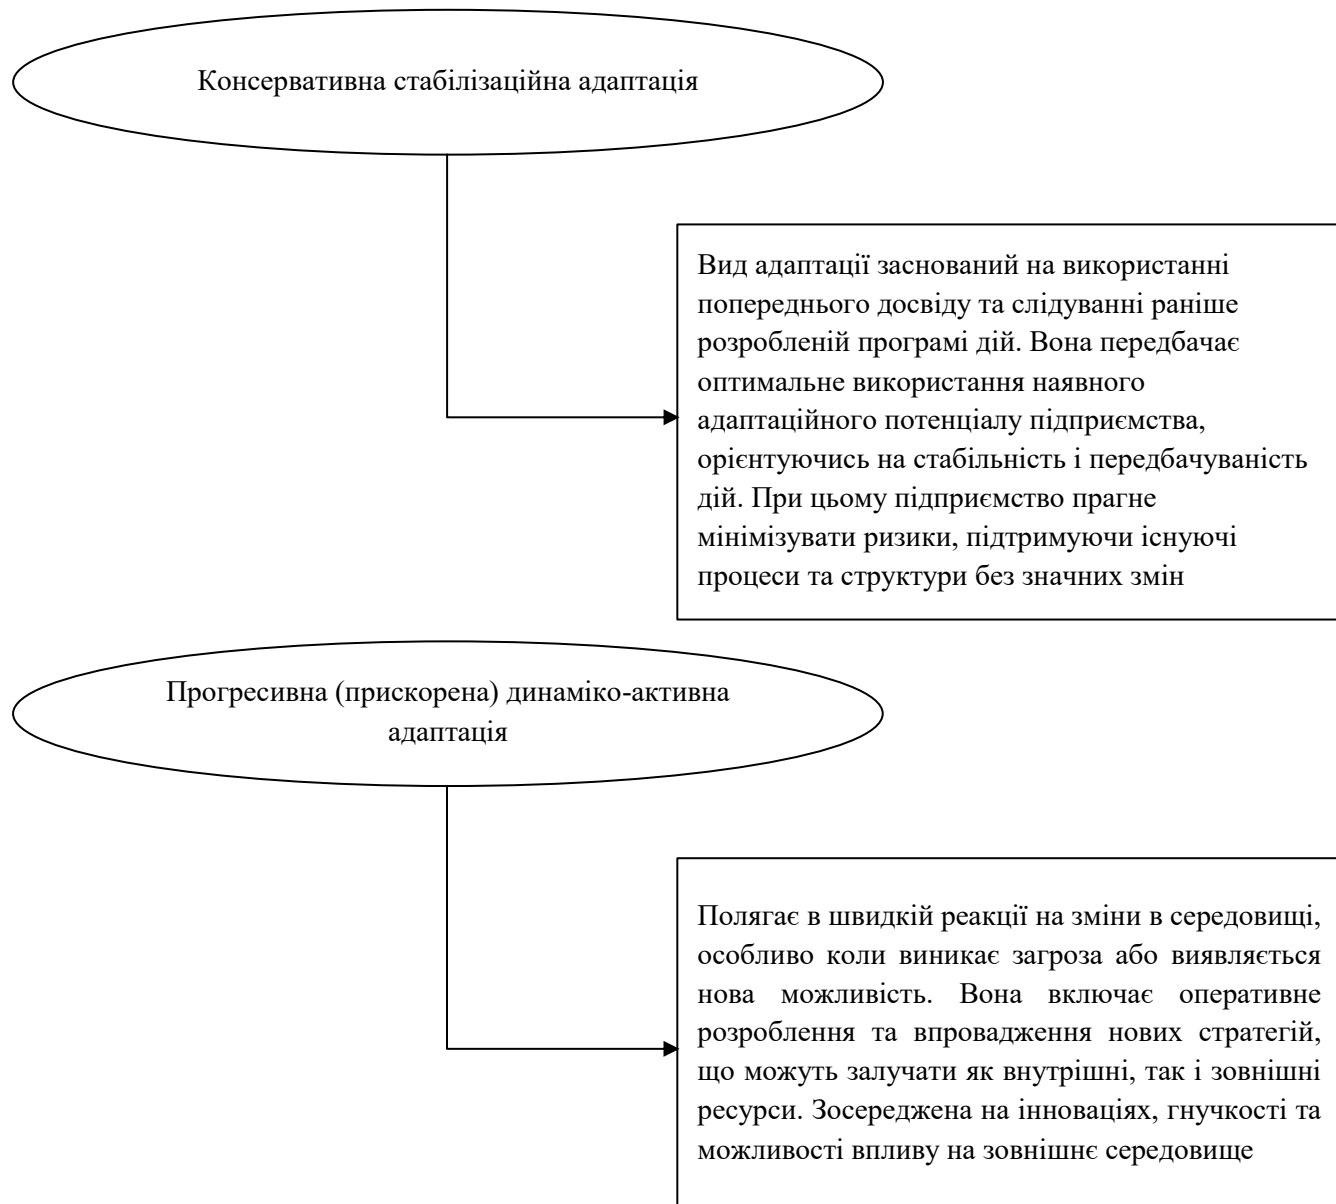 Консервативна стабілізаційна адаптація
Вид адаптації заснований на використанні
попереднього досвіду та слідуванні раніше
розробленій програмі дій. Вона передбачає
оптимальне використання наявного
адаптаційного потенціалу підприємства,
орієнтуючись на стабільність і передбачуваність
дій. При цьому підприємство прагне
мінімізувати ризики, підтримуючи існуючі
процеси та структури без значних змін
Прогресивна (прискорена) динаміко-активна
адаптація
Полягає в швидкій реакції на зміни в середовищі,
особливо коли виникає загроза або виявляється
нова можливість. Вона включає оперативне
розроблення та впровадження нових стратегій,
що можуть залучати як внутрішні, так і зовнішні
ресурси. Зосереджена на інноваціях, гнучкості та
можливості впливу на зовнішнє середовище